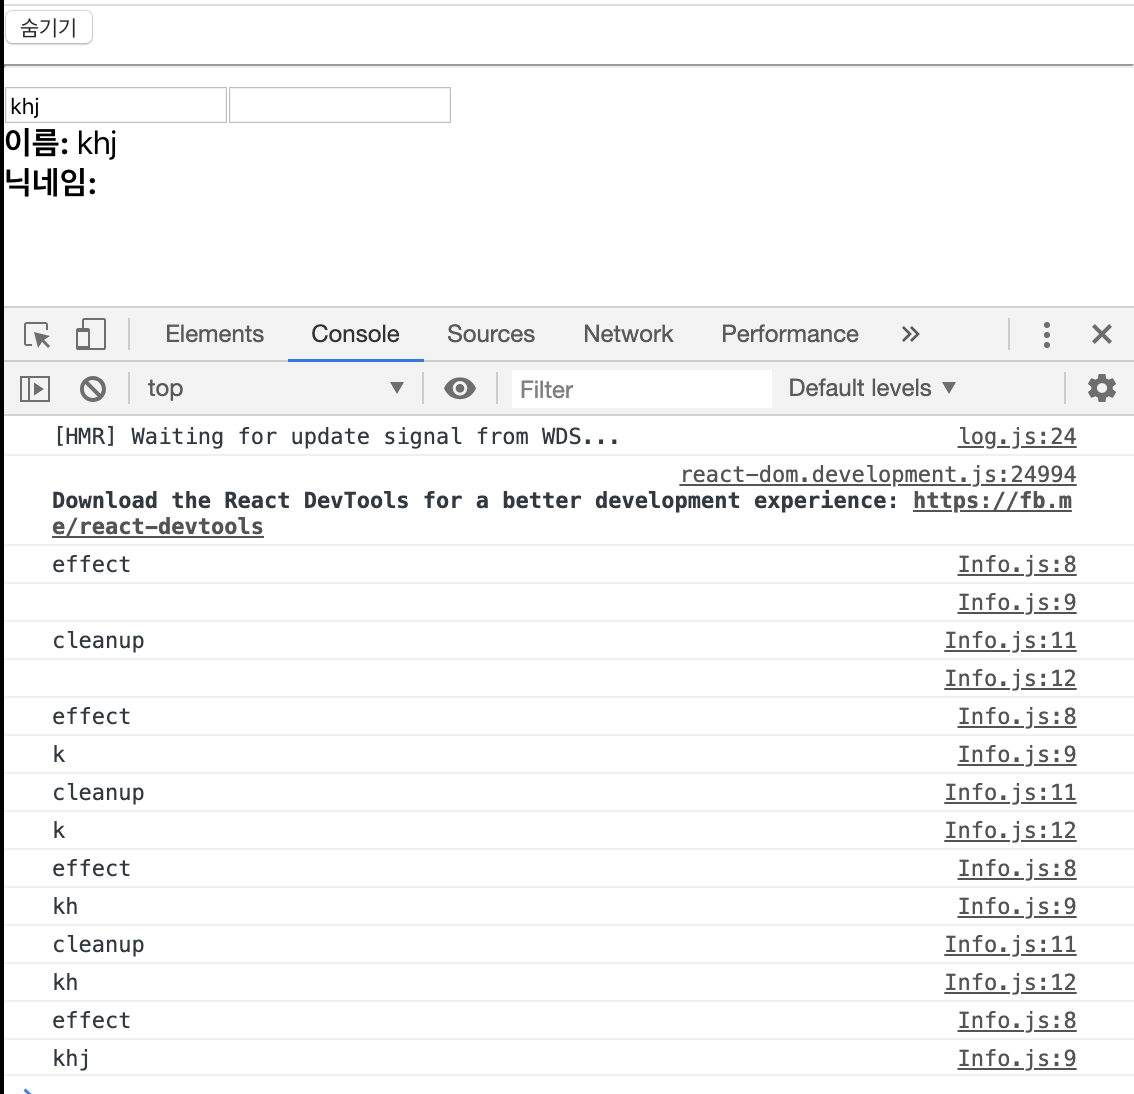 숨기기
khj
이름: khj
닉네임:
Elements Console Sources Network Performance »
top ▼ Filter Default levels ▼
[HMR] Waiting for update signal from WDS... log.js:24
react-dom.development.js:24994
Download the React DevTools for a better development experience: https://fb.m
e/react-devtools
effect Info.js:8
Info.js:9
cleanup Info.js:11
Info.js:12
effect Info.js:8
k Info.js:9
cleanup Info.js:11
k Info.js:12
effect Info.js:8
kh Info.js:9
cleanup Info.js:11
kh Info.js:12
effect Info.js:8
khj Info.js:9